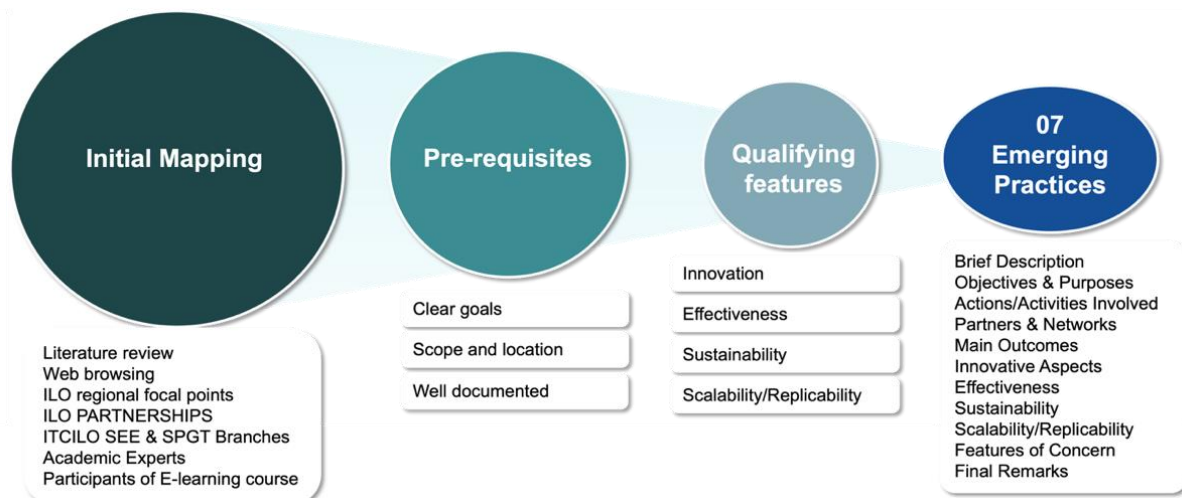 Initial Mapping
Literature review
Web browsing
ILO regional focal points
ILO PARTNERSHIPS
ITCILO SEE & SPGT Branches
Academic Experts
Participants of E-learning course
Pre-requisites
Clear goals
Scope and location
Well documented
Qualifying
features
Innovation
Effectiveness
Sustainability
Scalability/Replicability
07
Emerging
Practices
Brief Description
Objectives & Purposes
Actions/Activities Involved
Partners & Networks
Main Outcomes
Innovative Aspects
Effectiveness
Sustainability
Scalability/Replicability
Features of Concern
Final Remarks